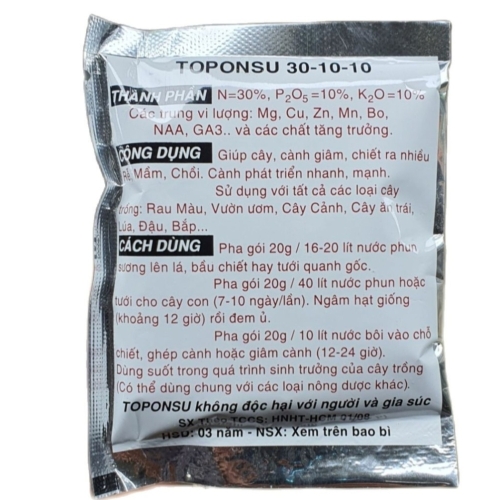 TOPONSU 30-10-10
THÀNH PHẦN N=30%, P₂O₅=10%, K₂O=10%
Các trung vi lượng: Mg, Cu, Zn, Mn, Bo,
NAA, GA3.. và các chất tăng trưởng.
CÔNG DỤNG Giúp cây, cành giâm, chiết ra nhiều
Rễ Mầm, Chồi. Cành phát triển nhanh, mạnh.
Sử dụng với tất cả các loại cây
trồng: Rau Màu, Vườn ươm, Cây Cảnh, Cây ăn trái,
Lúa, Đậu, Bắp...
CÁCH DÙNG Pha gói 20g / 16-20 lít nước phun
sương lên lá, bầu chiết hay tưới quanh gốc.
Pha gói 20g / 40 lít nước phun hoặc
tưới cho cây con (7-10 ngày/lần). Ngâm hạt giống
(khoảng 12 giờ) rồi đem ủ.
Pha gói 20g / 10 lít nước bôi vào chỗ
chiết, ghép cành hoặc giâm cành (12-24 giờ).
Dùng suốt trong quá trình sinh trưởng của cây trồng
(Có thể dùng chung với các loại nông dược khác).
TOPONSU không độc hại với người và gia súc
SX TCCS: HNHT-HCM
HSD: 03 năm - NSX: Xem trên bao bì